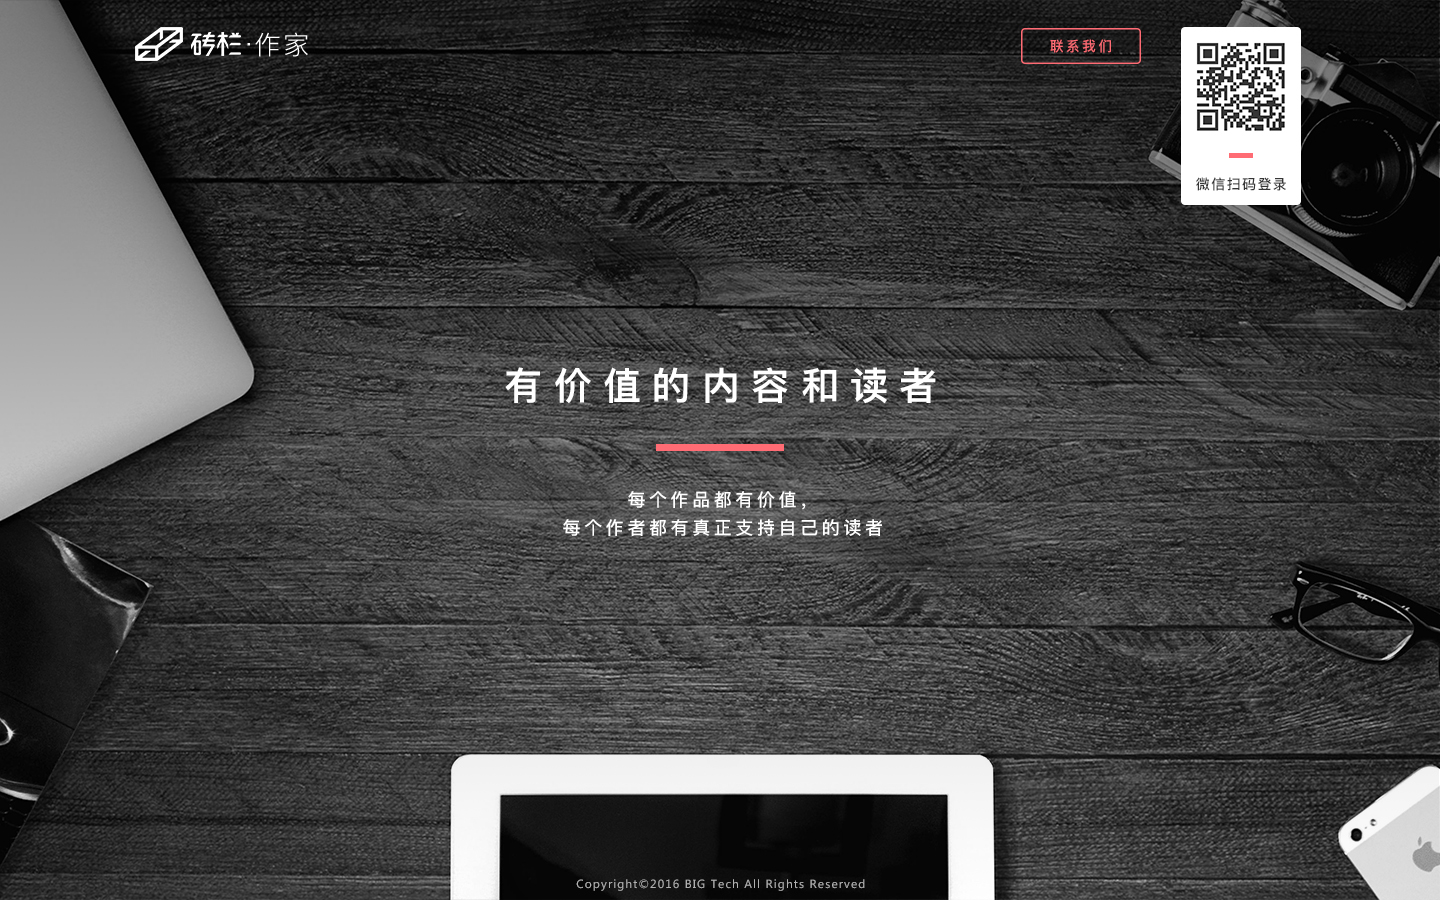 砖栏·作家
联系我们
微信扫码登录
有价值的内容和读者
每个作品都有价值，
每个作者都有真正支持自己的读者
Copyright©2016 BIG Tech All Rights Reserved